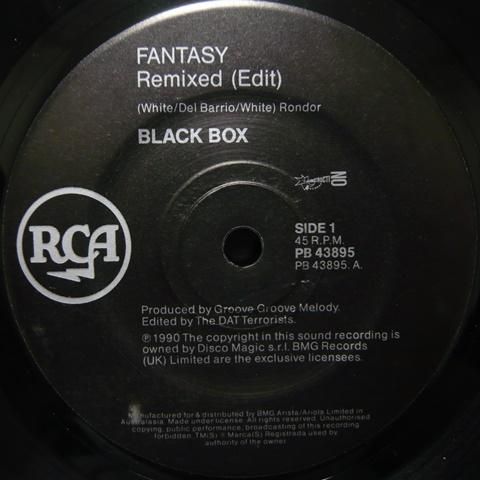 FANTASY
Remixed (Edit)
(White/Del Barrio/White) Rondor
BLACK BOX
NO
RCA
SIDE 1
45 R.P.M.
PB 43895
PB 43895. A.
Produced by Groove Groove Melody.
Edited by The DAT Terrorists.
℗ 1990 The copyright in this sound recording is
owned by Disco Magic s.r.l. BMG Records
(UK) Limited are the exclusive licensees.
Manufactured for & distributed by BMG Arista/Ariola Limited in
Australasia. Made under license. All rights reserved. Unauthorised
copying, public performance, broadcasting of this recording
forbidden. TM(S) ® Marca(S) Registrada used by
authority of the owner.